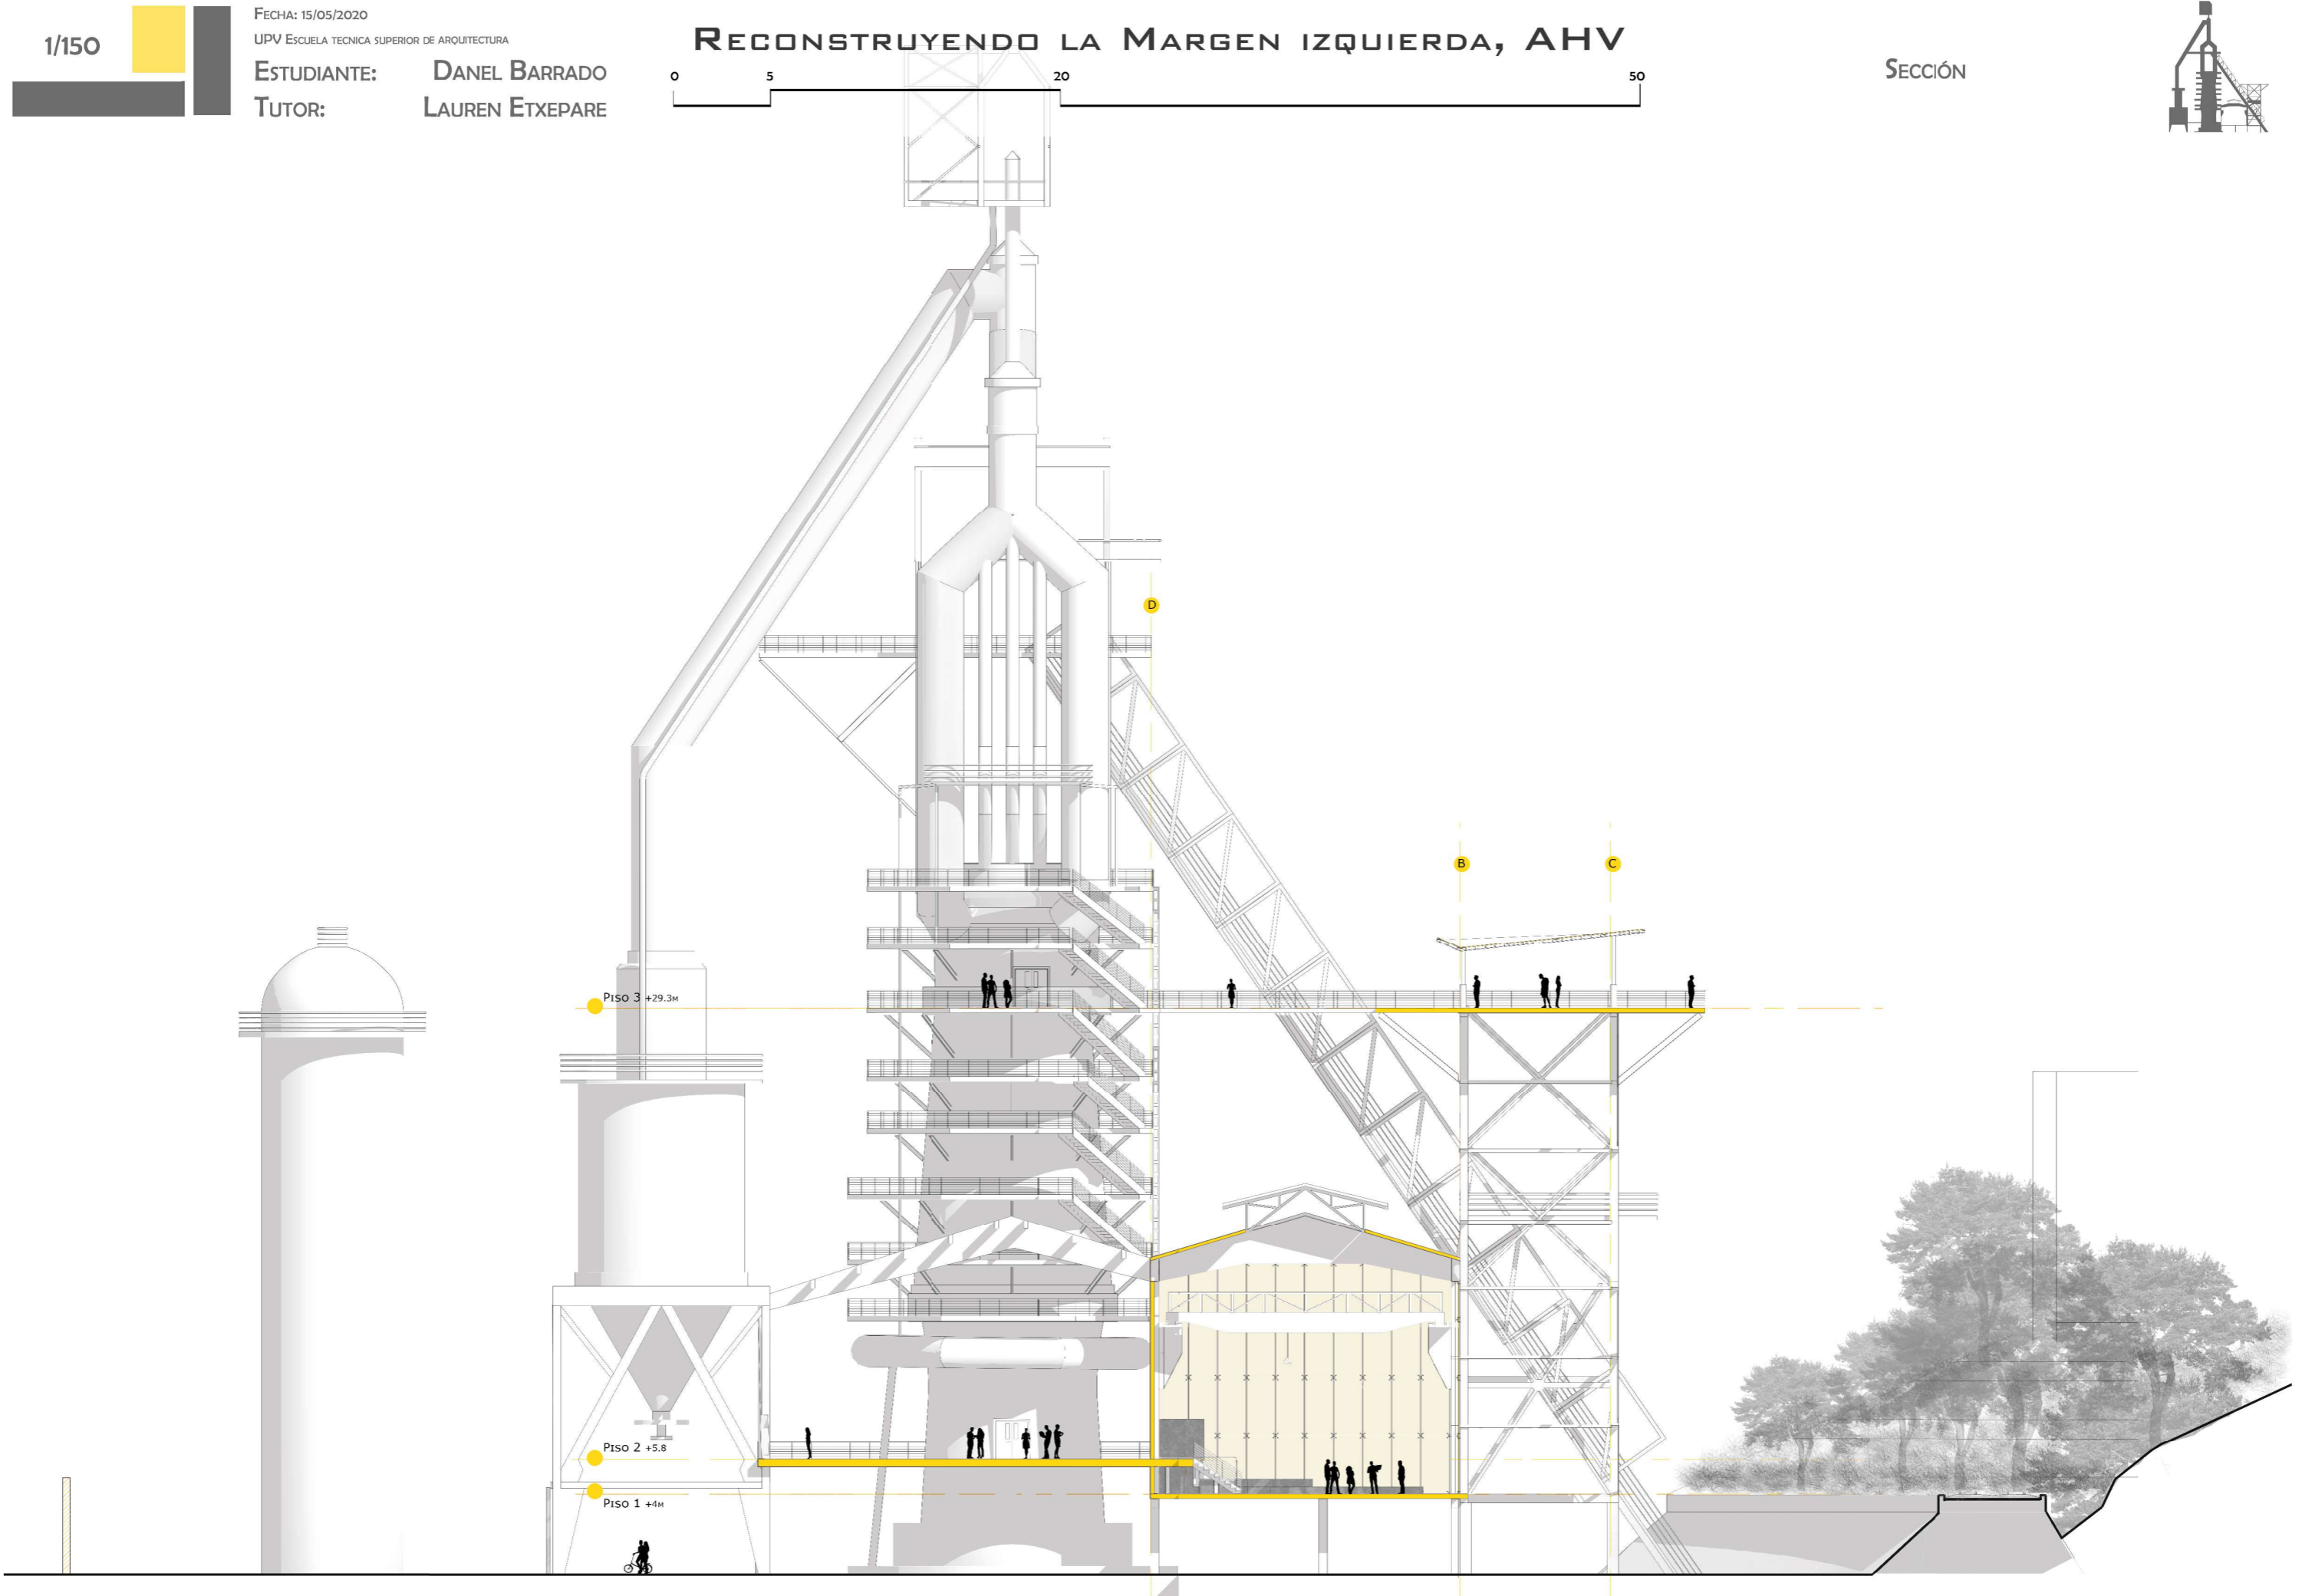 1/150
FECHA: 15/05/2020
UPV ESCUELA TECNICA SUPERIOR DE ARQUITECTURA
ESTUDIANTE: DANEL BARRADO
TUTOR: LAUREN ETXEPARE
RECONSTRUYENDO LA MARGEN IZQUIERDA, AHV
0 5 20 50
SECCIÓN
D
B
C
PISO 3 +29.3M
PISO 2 +5.8
PISO 1 +4M